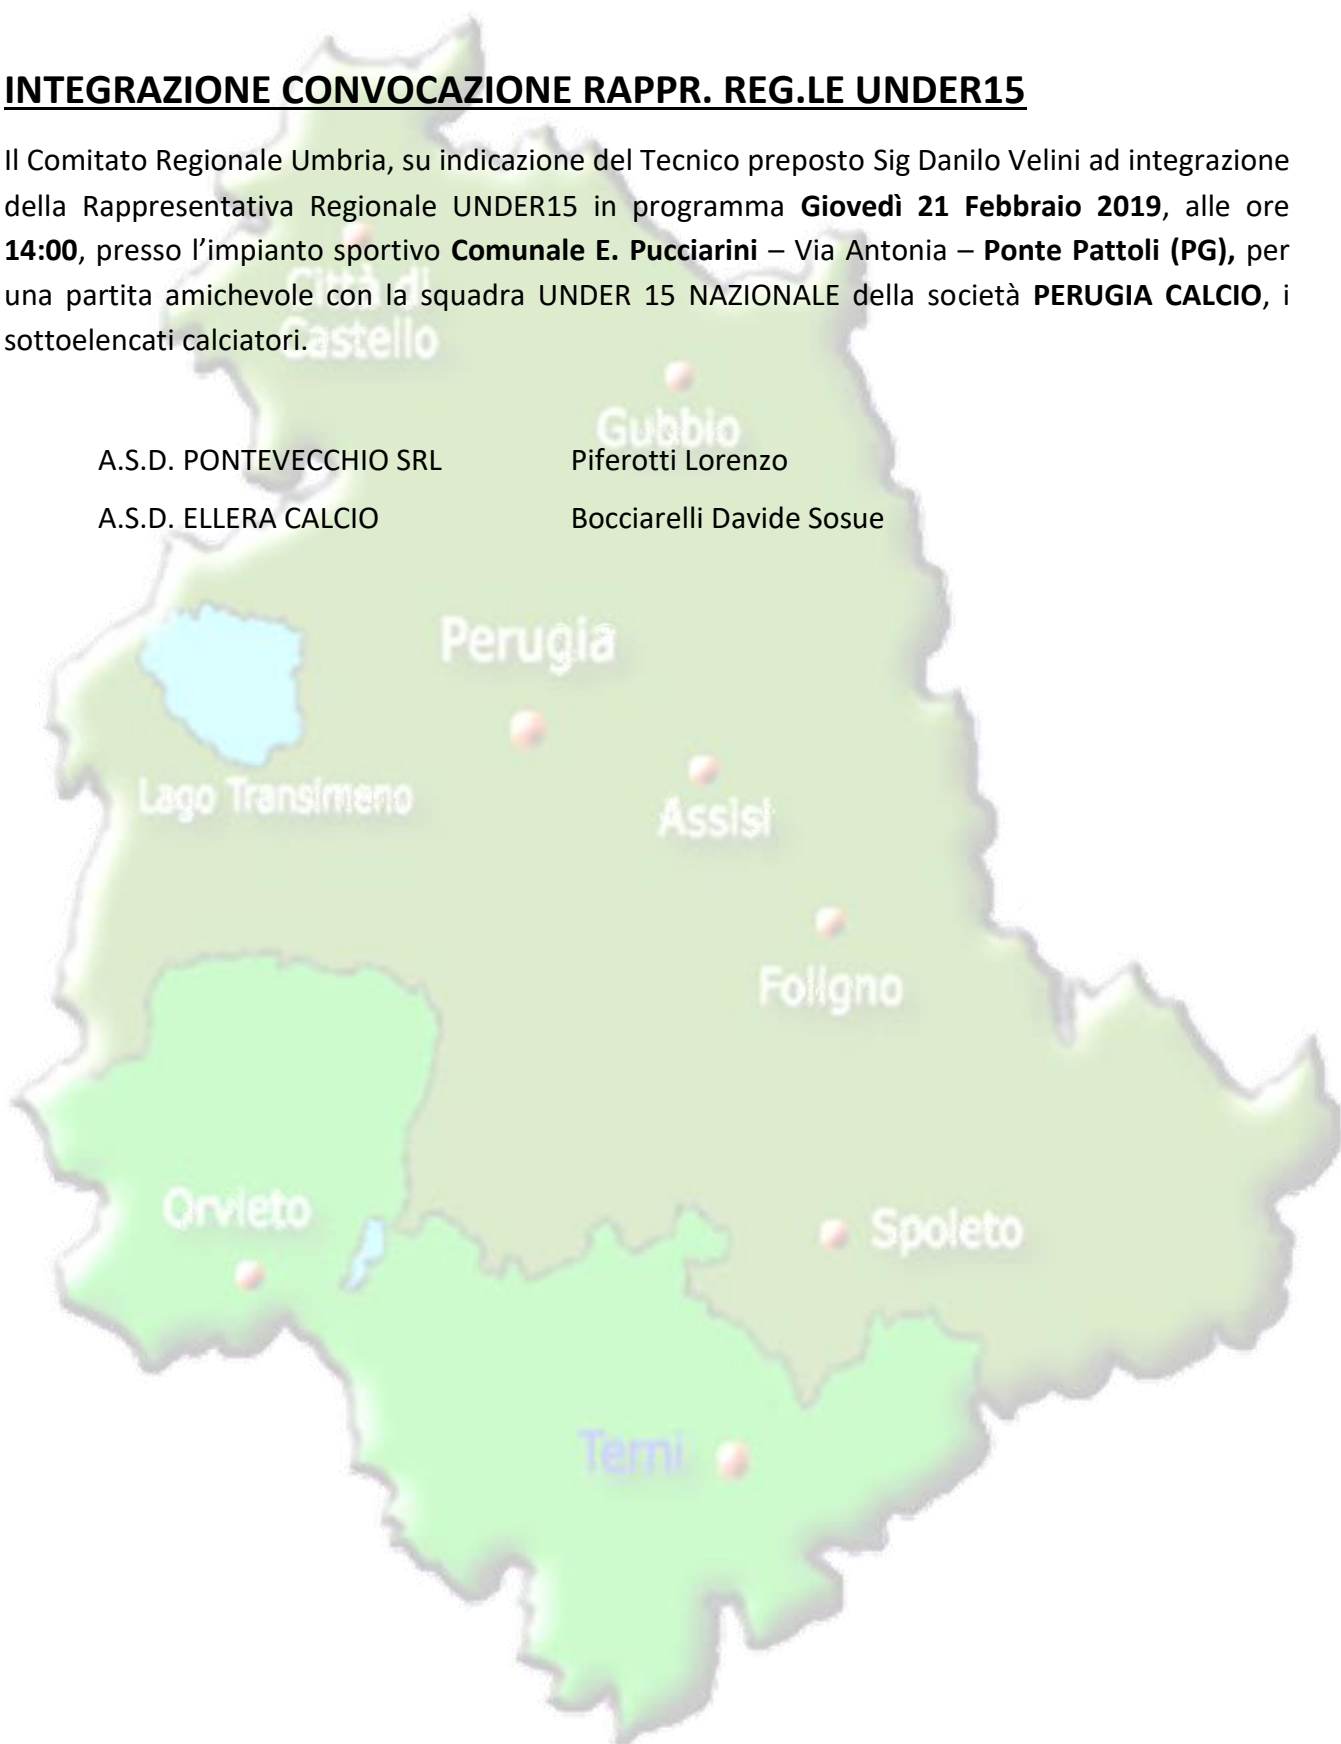 INTEGRAZIONE CONVOCAZIONE RAPPR. REG.LE UNDER15
Il Comitato Regionale Umbria, su indicazione del Tecnico preposto Sig Danilo Velini ad integrazione
della Rappresentativa Regionale UNDER15 in programma Giovedì 21 Febbraio 2019, alle ore
14:00, presso l’impianto sportivo Comunale E. Pucciarini – Via Antonia – Ponte Pattoli (PG), per
una partita amichevole con la squadra UNDER 15 NAZIONALE della società PERUGIA CALCIO, i
sottoelencati calciatori.
Città di
Castello
Gubbio
A.S.D. PONTEVECCHIO SRL Piferotti Lorenzo
A.S.D. ELLERA CALCIO Bocciarelli Davide Sosue
Perugia
Lago Transimeno
Assisi
Foligno
Orvieto
Spoleto
Terni